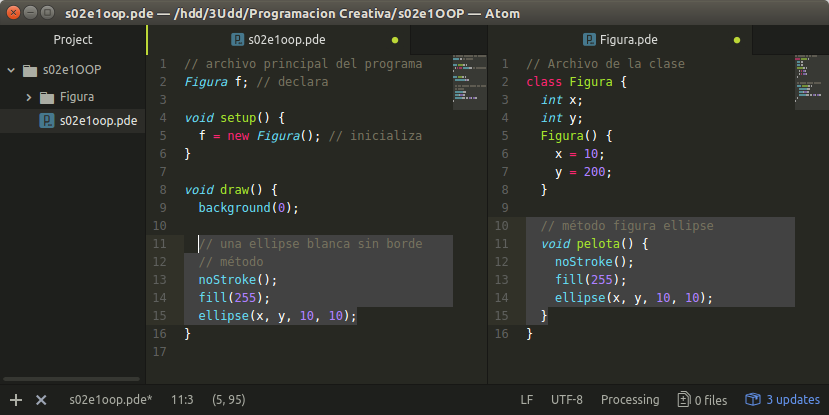 s02e1oop.pde — /hdd/3Udd/Programacion Creativa/s02e1OOP — Atom
Project
s02e1OOP
Figura
s02e1oop.pde
s02e1oop.pde
1 // archivo principal del programa
2 Figura f; // declara
3
4 void setup() {
5 f = new Figura(); // inicializa
6 }
7
8 void draw() {
9 background(0);
10
11 // una ellipse blanca sin borde
12 // método
13 noStroke();
14 fill(255);
15 ellipse(x, y, 10, 10);
16 }
17
Figura.pde
1 // Archivo de la clase
2 class Figura {
3 int x;
4 int y;
5 Figura() {
6 x = 10;
7 y = 200;
8 }
9
10 // método figura ellipse
11 void pelota() {
12 noStroke();
13 fill(255);
14 ellipse(x, y, 10, 10);
15 }
16 }
s02e1oop.pde* 11:3 (5, 95) LF UTF-8 Processing 0 files 3 updates